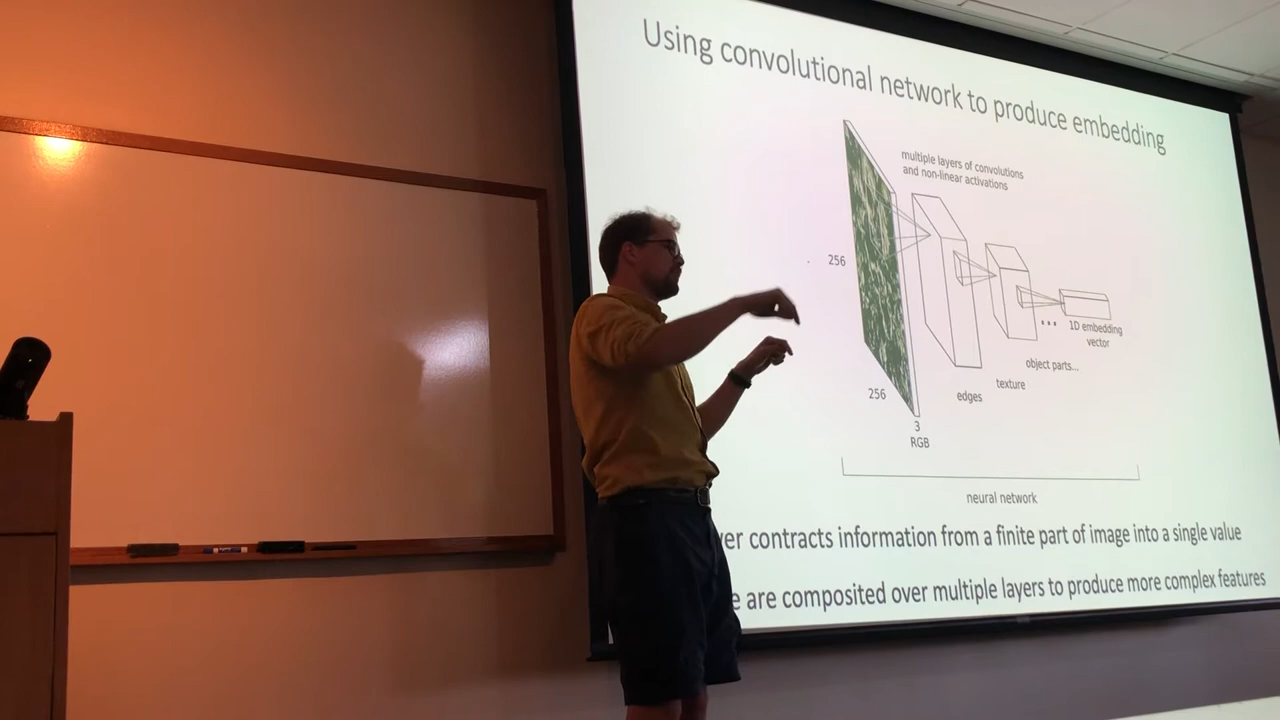 Using convolutional network to produce embedding
multiple layers of convolutions
and non-linear activations
256
256
3
RGB
edges
texture
object parts...
...
1D embedding
vector
neural network
contracts information from a finite part of image into a single value
are composited over multiple layers to produce more complex features